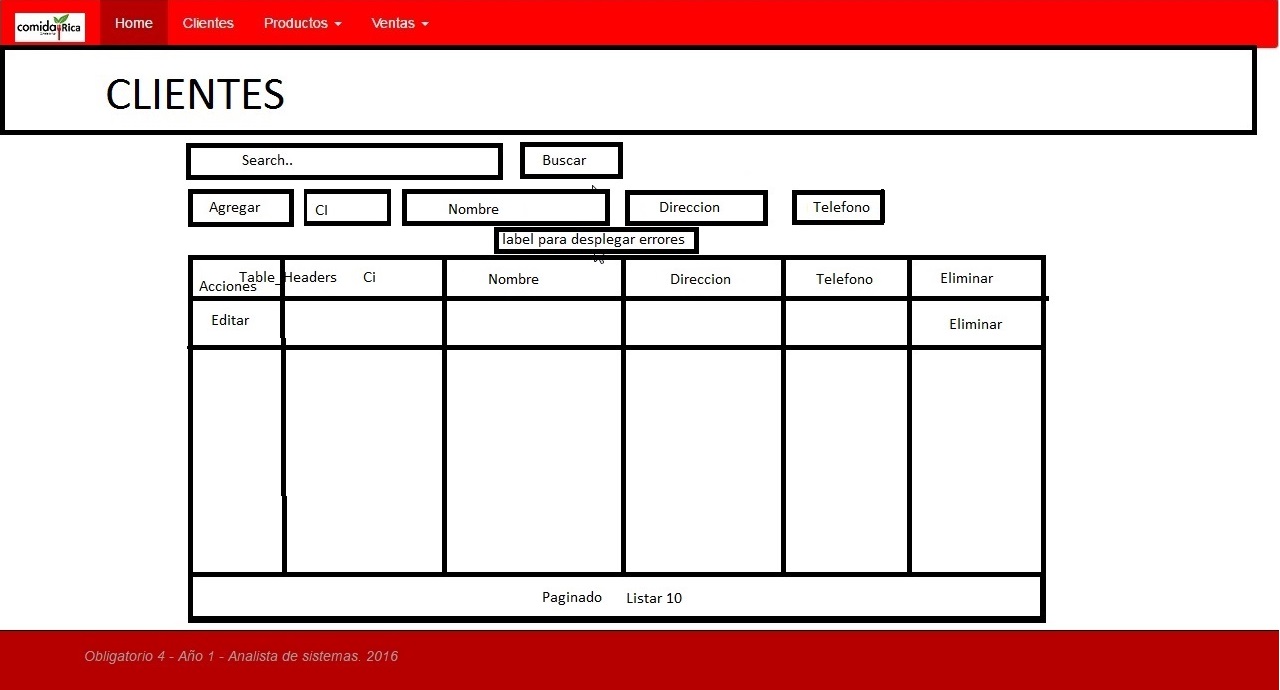 comida Rica Home Clientes Productos Ventas
CLIENTES
Search.. Buscar
Agregar CI Nombre Direccion Telefono
label para desplegar errores
Table_Headers Ci Nombre Direccion Telefono Eliminar
Acciones
Editar Eliminar
Paginado Listar 10
Obligatorio 4 - Año 1 - Analista de sistemas. 2016